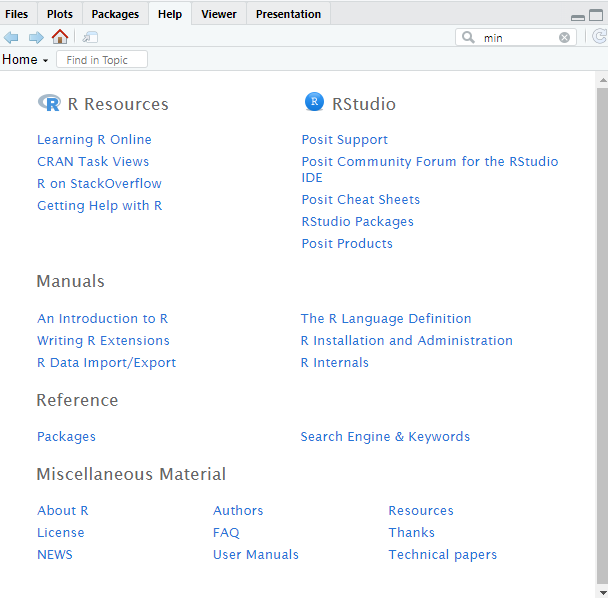 Files Plots Packages Help Viewer Presentation
min
Home Find in Topic
R Resources
Learning R Online
CRAN Task Views
R on StackOverflow
Getting Help with R
R RStudio
Posit Support
Posit Community Forum for the RStudio
IDE
Posit Cheat Sheets
RStudio Packages
Posit Products
Manuals
An Introduction to R The R Language Definition
Writing R Extensions R Installation and Administration
R Data Import/Export R Internals
Reference
Packages Search Engine & Keywords
Miscellaneous Material
About R Authors Resources
License FAQ Thanks
NEWS User Manuals Technical papers